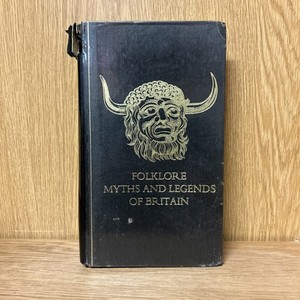 FOLKLORE
MYTHS AND LEGENDS
OF BRITAIN